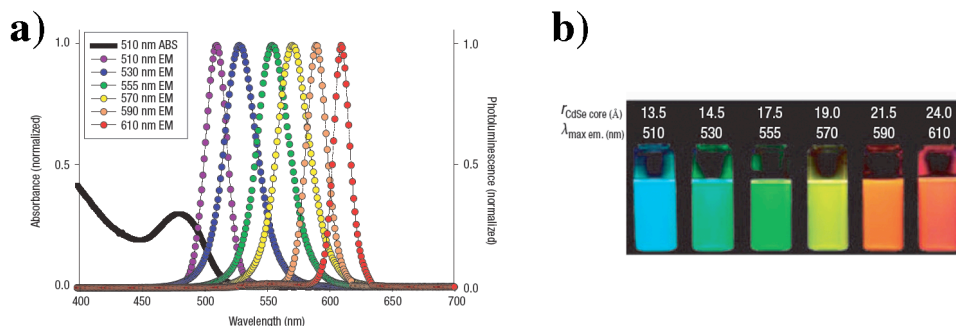 a)
1.0
0.5
0.0
Absorbance (normalized)
510 nm ABS
510 nm EM
530 nm EM
555 nm EM
570 nm EM
590 nm EM
610 nm EM
400 450 500 550 600 650 700
Wavelength (nm)
1.0
0.5
0.0
Photoluminescence (normalized)
b)
rCdSe core (Å) 13.5 14.5 17.5 19.0 21.5 24.0
λmax em. (nm) 510 530 555 570 590 610